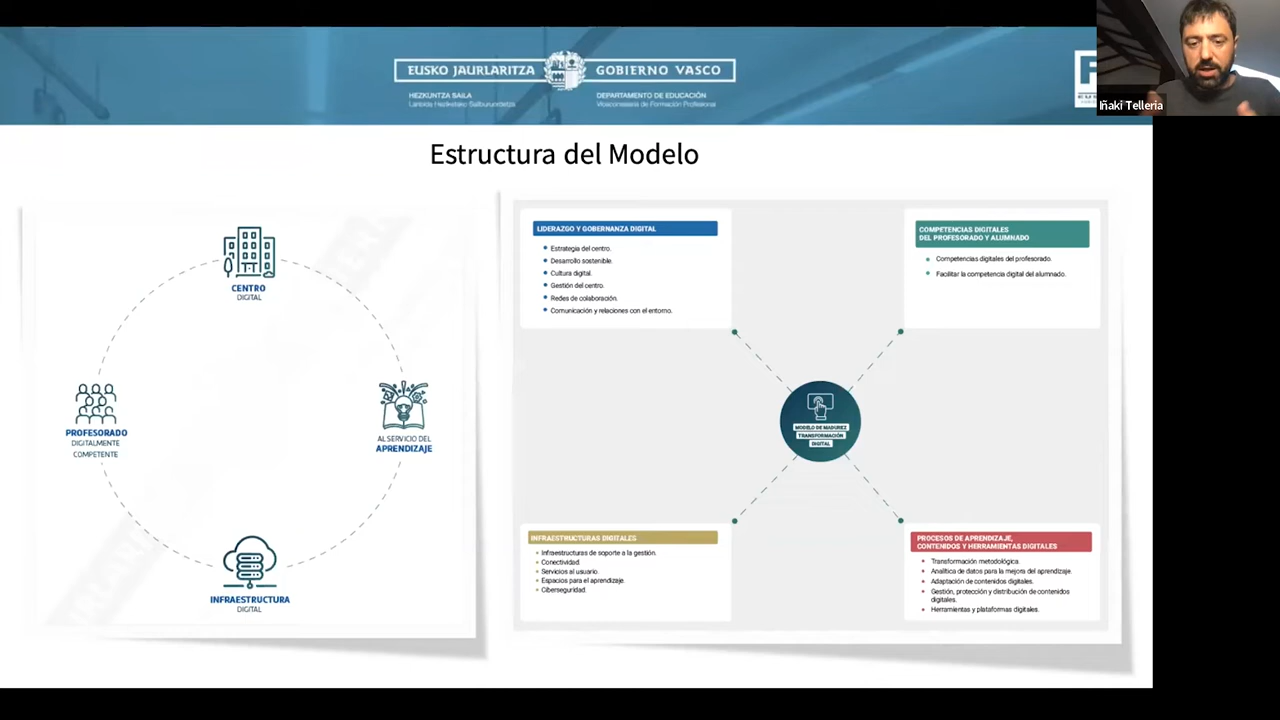 EUSKO JAURLARITZA
GOBIERNO VASCO
HEZKUNTZA SAILA
DEPARTAMENTO DE EDUCACIÓN
Viceconsejería de Formación Profesional
Iñaki Telleria
Estructura del Modelo
CENTRO
DIGITAL
PROFESORADO
DIGITALMENTE
COMPETENTE
AL SERVICIO DEL
APRENDIZAJE
INFRAESTRUCTURA
DIGITAL
LIDERAZGO Y GOBERNANZA DIGITAL
Estrategia del centro.
Desarrollo sostenible.
Cultura digital.
Gestión del centro.
Redes de colaboración.
Comunicación y relaciones con el entorno.
COMPETENCIAS DIGITALES
DEL PROFESORADO Y ALUMNADO
Competencias digitales del profesorado.
Facilitar la competencia digital del alumnado.
MODELO DE MADUREZ
TRANSFORMACIÓN
DIGITAL
INFRAESTRUCTURAS DIGITALES
Infraestructuras de soporte a la gestión.
Conectividad.
Servicios al usuario.
Espacios para el aprendizaje.
Ciberseguridad.
PROCESOS DE APRENDIZAJE,
CONTENIDOS Y HERRAMIENTAS DIGITALES
Transformación metodológica.
Analítica de datos para la mejora del aprendizaje.
Adaptación de contenidos digitales.
Gestión, protección y distribución de contenidos
digitales.
Herramientas y plataformas digitales.